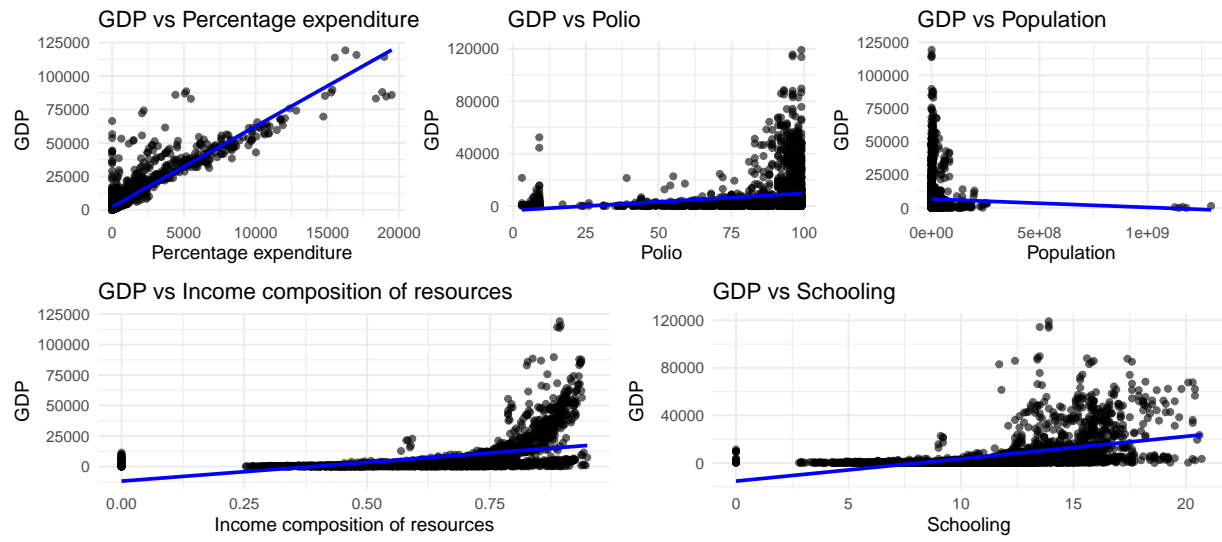 GDP vs Percentage expenditure
125000
100000
75000
50000
25000
0
GDP
0 5000 10000 15000 20000
Percentage expenditure
GDP vs Polio
120000
80000
40000
0
GDP
0 25 50 75 100
Polio
GDP vs Population
125000
100000
75000
50000
25000
0
GDP
0e+00 5e+08 1e+09
Population
GDP vs Income composition of resources
125000
100000
75000
50000
25000
0
GDP
0.00 0.25 0.50 0.75
Income composition of resources
GDP vs Schooling
120000
80000
40000
0
GDP
0 5 10 15 20
Schooling